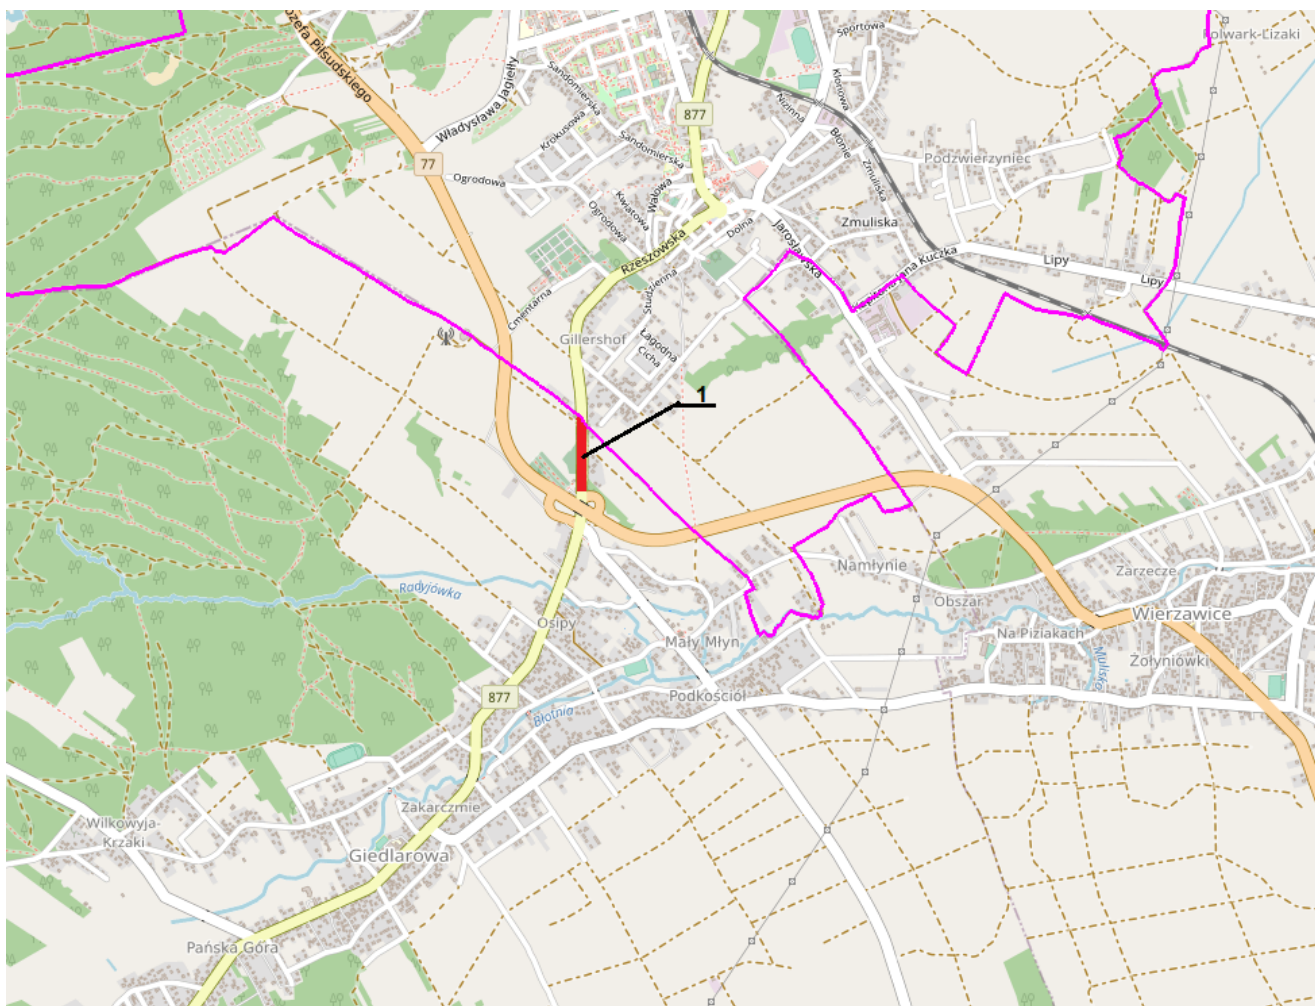 Józefa Piłsudskiego
Władysława Jagiełły
Sandomierska
Krokusowa
Sandomierska
877
Sportowa
Klonowa
Nizinna
Błonie
Zmuliska
Podzwierzyniec
Folwark-Lizaki
77
Ogrodowa
Kwiatowa
Ogrodowa
Wałowa
Dolna
Rzeszowska
Jarosławska
Zmuliska
Kapitana Jana Kuczka
Lipy
Lipy
Studzienna
Cmentarna
Gillershof
Łagodna
Cicha
1
Radyjówka
Osipy
Mały Młyn
Namłynie
Obszar
Zarzecze
Wierzawice
Na Piziakach
Żołyniówki
Muliska
Podkościół
877
Błotnia
Zakarczmie
Wilkowyja-
Krzaki
Giedlarowa
Pańska Góra